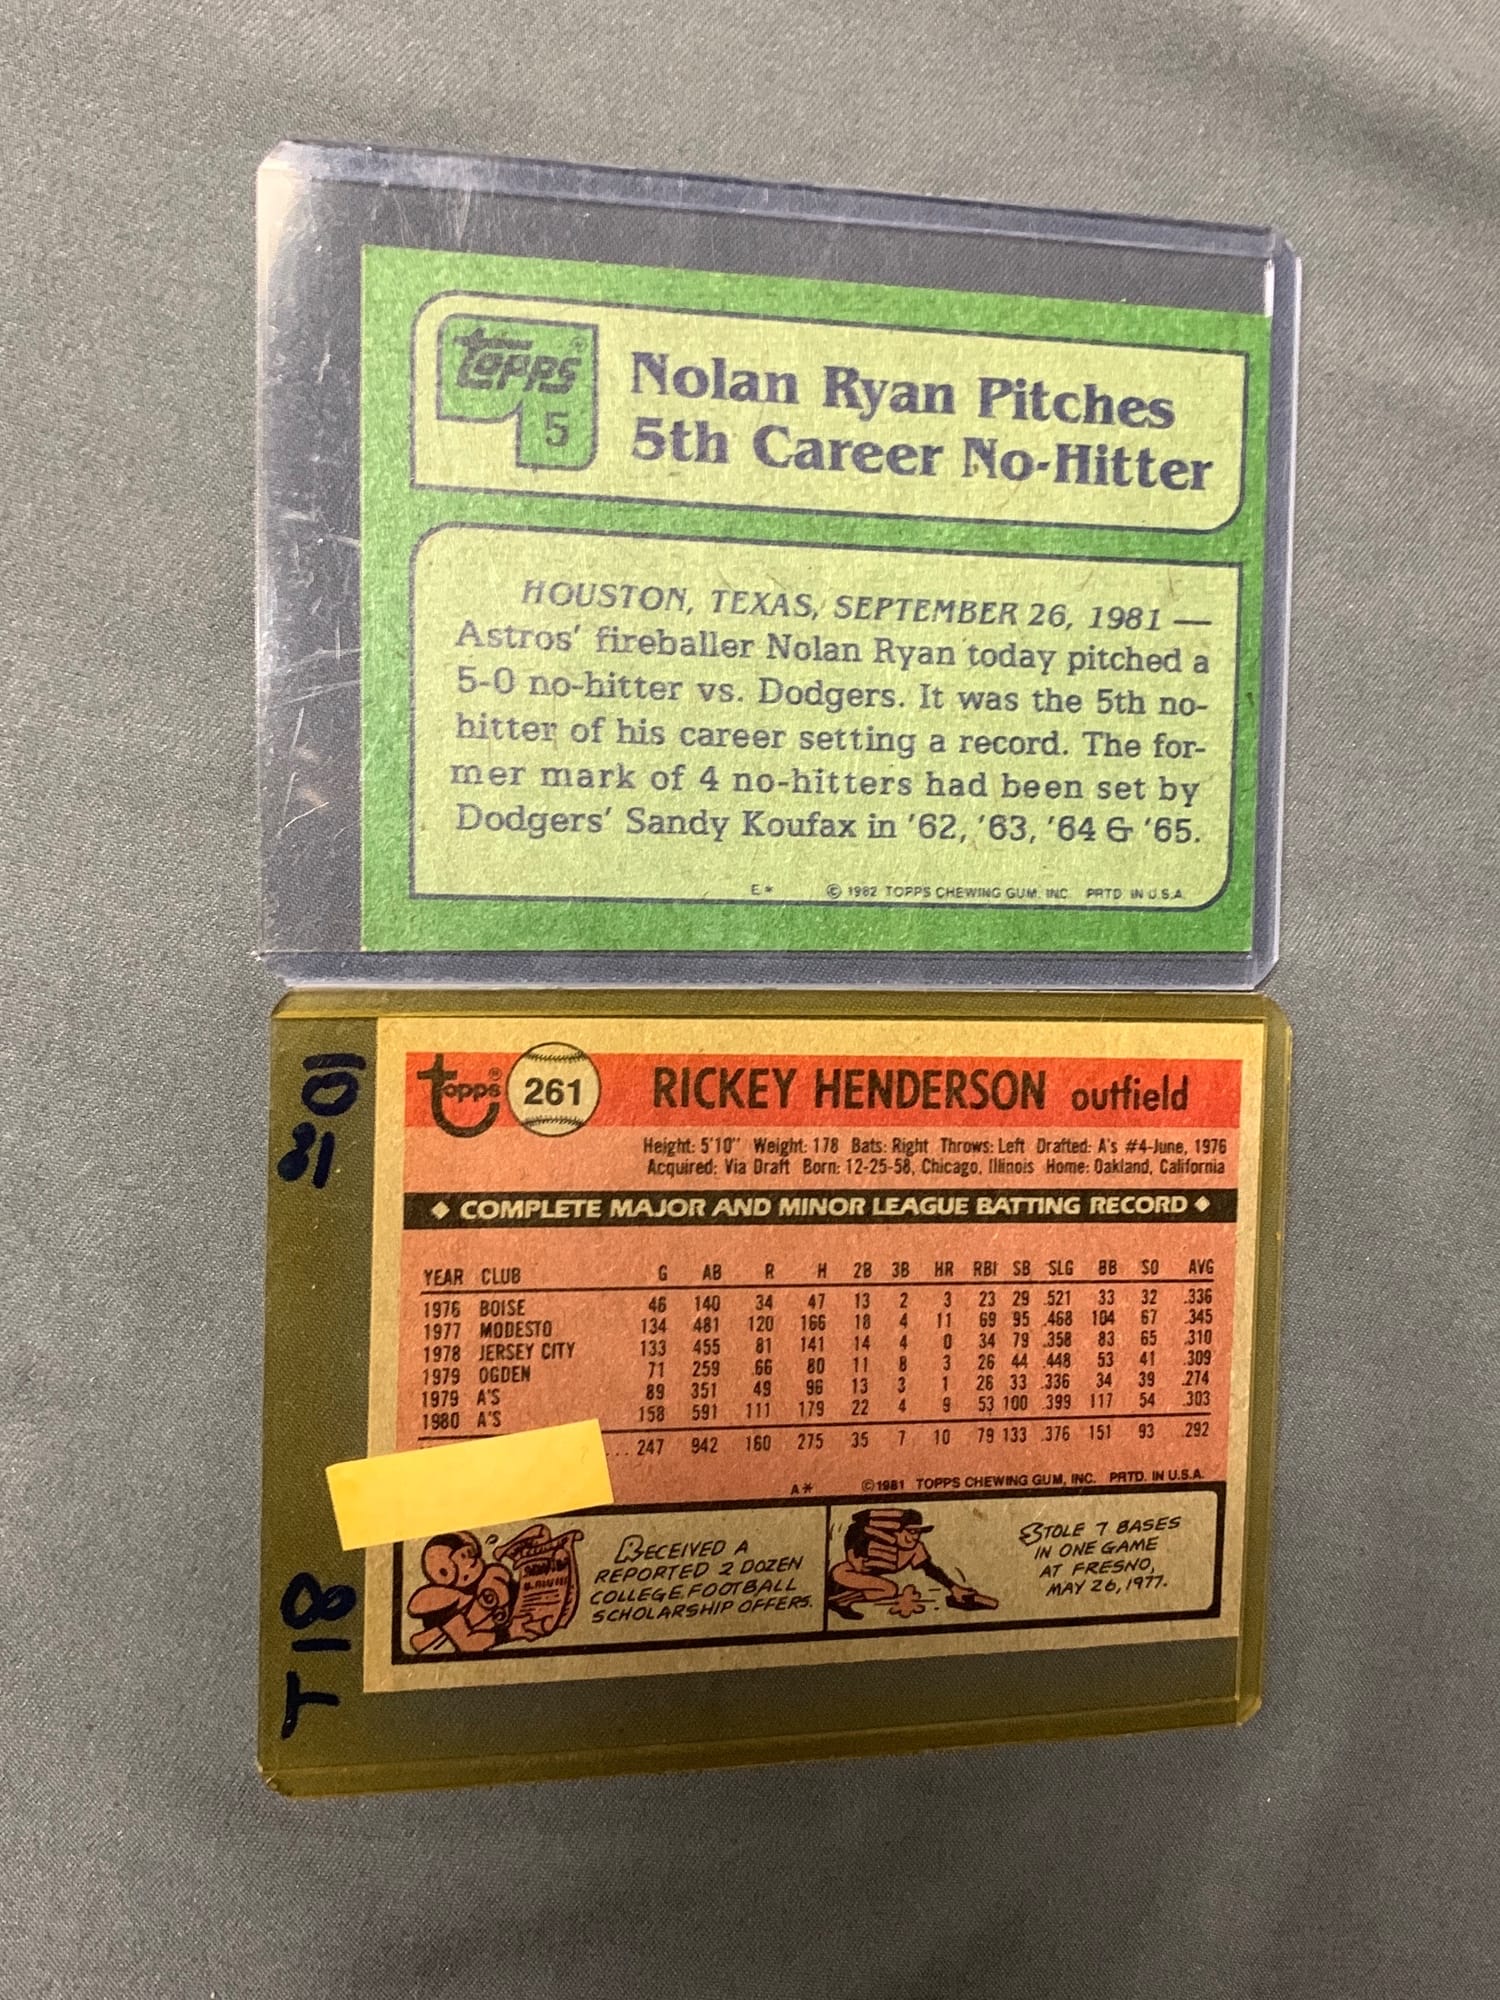 Topps®
5
Nolan Ryan Pitches
5th Career No-Hitter
HOUSTON, TEXAS, SEPTEMBER 26, 1981 —
Astros' fireballer Nolan Ryan today pitched a
5-0 no-hitter vs. Dodgers. It was the 5th no-
hitter of his career setting a record. The for-
mer mark of 4 no-hitters had been set by
Dodgers' Sandy Koufax in '62, '63, '64 & '65.
E* © 1982 TOPPS CHEWING GUM, INC. PRTD. IN U.S.A.
Topps® 261 RICKEY HENDERSON outfield
Height: 5'10" Weight: 178 Bats: Right Throws: Left Drafted: A's #4-June, 1976
Acquired: Via Draft Born: 12-25-58, Chicago, Illinois Home: Oakland, California
◆ COMPLETE MAJOR AND MINOR LEAGUE BATTING RECORD ◆
YEAR CLUB G AB R H 2B 3B HR RBI SB SLG BB SO AVG
1976 BOISE 46 140 34 47 13 2 3 23 29 .521 33 32 .336
1977 MODESTO 134 481 120 166 18 4 11 69 95 .468 104 67 .345
1978 JERSEY CITY 133 455 81 141 14 4 0 34 79 .358 83 65 .310
1979 OGDEN 71 259 66 80 11 8 3 26 44 .448 53 41 .309
1979 A'S 89 351 49 96 13 3 1 26 33 .336 34 39 .274
1980 A'S 158 591 111 179 22 4 9 53 100 .399 117 54 .303
...247 942 160 275 35 7 10 79 133 .376 151 93 .292
A* ©1981 TOPPS CHEWING GUM, INC. PRTD. IN U.S.A.
RECEIVED A
REPORTED 2 DOZEN
COLLEGE FOOTBALL
SCHOLARSHIP OFFERS.
STOLE 7 BASES
IN ONE GAME
AT FRESNO,
MAY 26, 1977.
T18